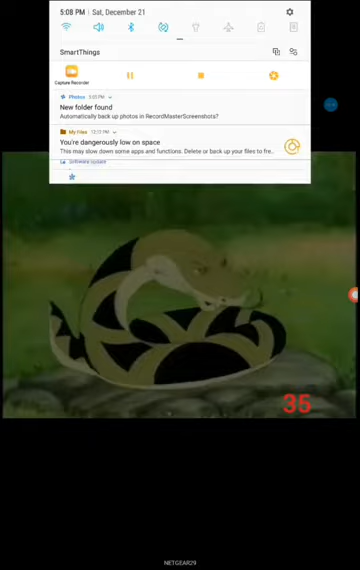 5:08 PM | Sat, December 21
SmartThings
Capture Recorder
Photos 5:05 PM
New folder found
Automatically back up photos in RecordMasterScreenshots?
My Files 12:13 PM
You're dangerously low on space
This may slow down some apps and functions. Delete or back up your files to fre..
Software update
35
NETGEAR29